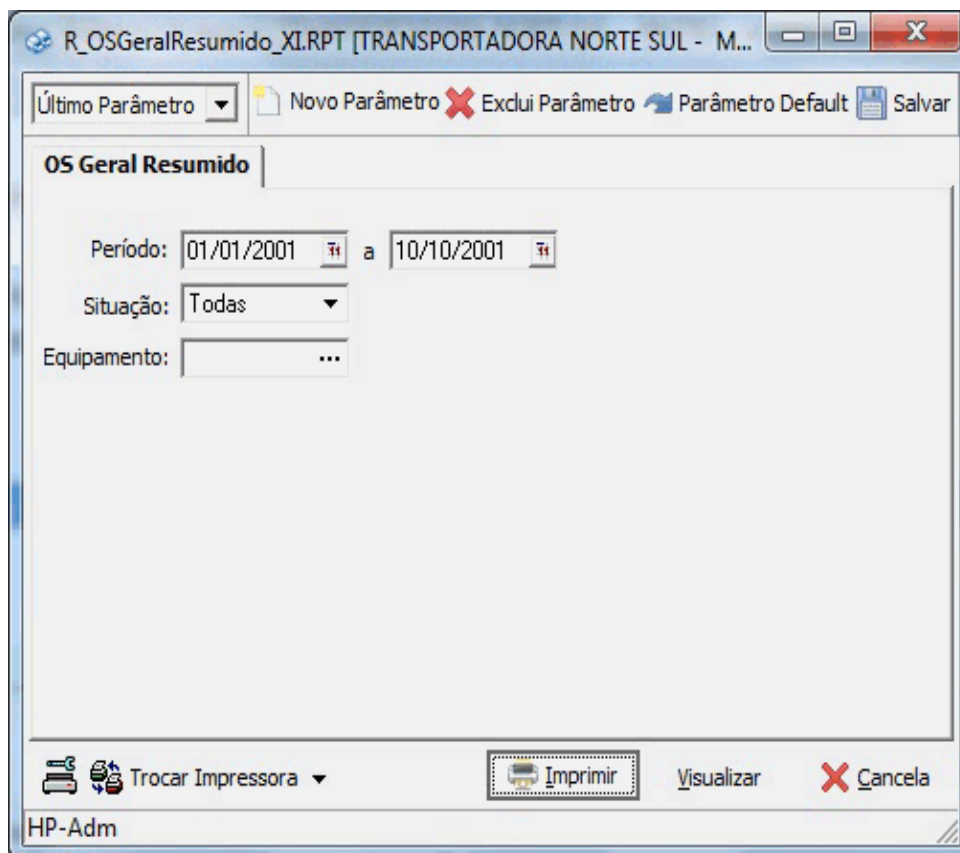 R_OSGeralResumido_XI.RPT [TRANSPORTADORA NORTE SUL - M...
Último Parâmetro Novo Parâmetro Exclui Parâmetro Parâmetro Default Salvar
OS Geral Resumido
Período: 01/01/2001 a 10/10/2001
Situação: Todas
Equipamento: ...
Trocar Impressora Imprimir Visualizar Cancela
HP-Adm